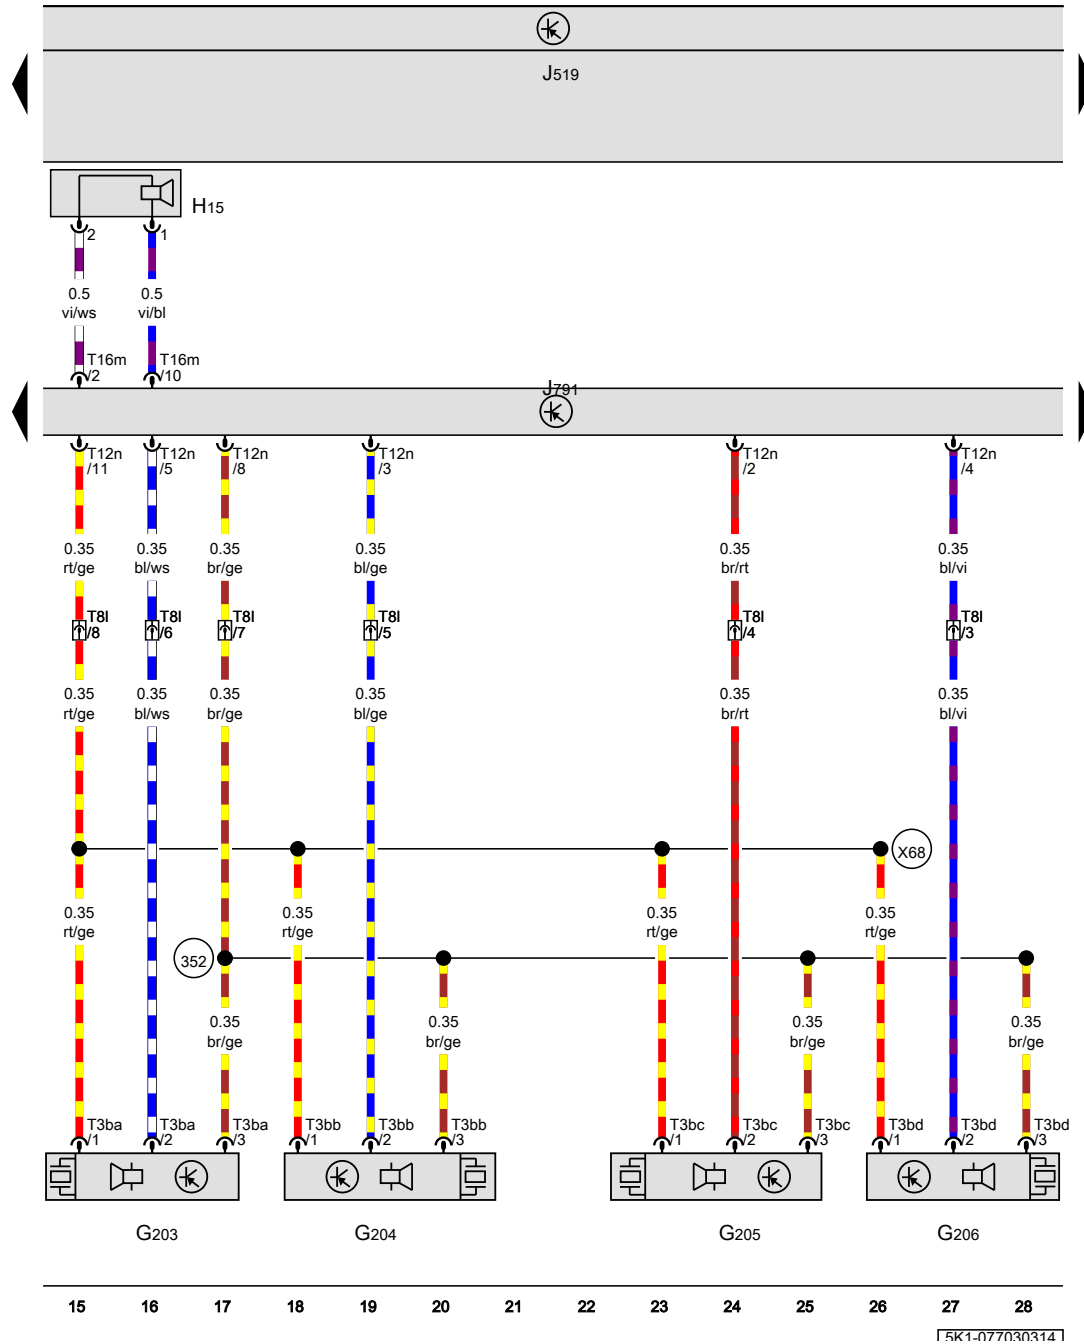 J519
H15
2 1
0.5 0.5
vi/ws vi/bl
T16m T16m
/2 /10
J791
T12n T12n T12n T12n T12n T12n
/11 /5 /8 /3 /2 /4
0.35 0.35 0.35 0.35 0.35 0.35
rt/ge bl/ws br/ge bl/ge br/rt bl/vi
T8l T8l T8l T8l T8l T8l
/8 /6 /7 /5 /4 /3
0.35 0.35 0.35 0.35 0.35 0.35
rt/ge bl/ws br/ge bl/ge br/rt bl/vi
X68
0.35 0.35 0.35 0.35
rt/ge rt/ge rt/ge rt/ge
352
0.35 0.35 0.35 0.35
br/ge br/ge br/ge br/ge
T3ba T3ba T3ba T3bb T3bb T3bb T3bc T3bc T3bc T3bd T3bd T3bd
/1 /2 /3 /1 /2 /3 /1 /2 /3 /1 /2 /3
G203 G204 G205 G206
15 16 17 18 19 20 21 22 23 24 25 26 27 28
5K1-077030314